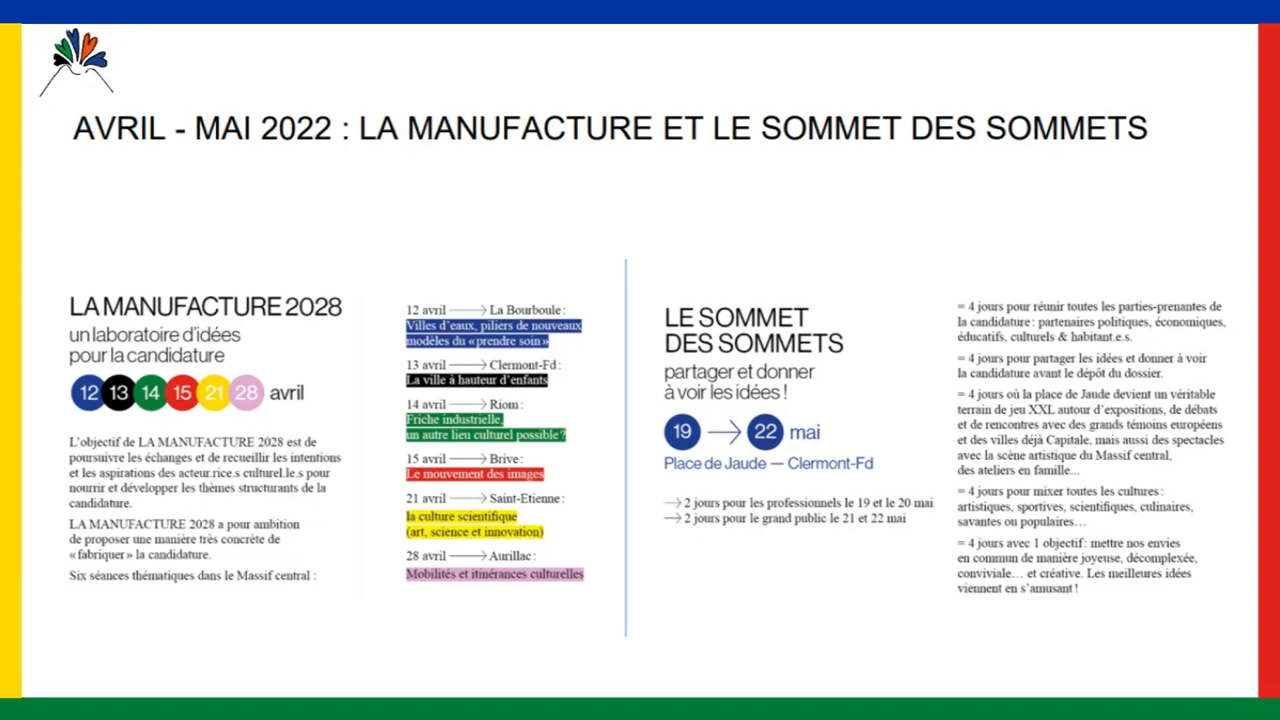 AVRIL - MAI 2022 : LA MANUFACTURE ET LE SOMMET DES SOMMETS
LA MANUFACTURE 2028
un laboratoire d'idées
pour la candidature
12 13 14 15 21 28 avril
L'objectif de LA MANUFACTURE 2028 est de
poursuivre les échanges et de recueillir les intentions
et les aspirations des acteur.rice.s culturel.le.s pour
nourrir et développer les thèmes structurants de la
candidature.
LA MANUFACTURE 2028 a pour ambition
de proposer une manière très concrète de
« fabriquer » la candidature.
Six séances thématiques dans le Massif central :
12 avril → La Bourboule :
Villes d'eaux, piliers de nouveaux
modèles du « prendre soin »
13 avril → Clermont-Fd :
La ville à hauteur d'enfants
14 avril → Riom :
Friche industrielle,
un autre lieu culturel possible ?
15 avril → Brive :
Le mouvement des images
21 avril → Saint-Etienne :
la culture scientifique
(art, science et innovation)
28 avril → Aurillac :
Mobilités et itinérances culturelles
LE SOMMET
DES SOMMETS
partager et donner
à voir les idées !
19 → 22 mai
Place de Jaude — Clermont-Fd
→ 2 jours pour les professionnels le 19 et le 20 mai
→ 2 jours pour le grand public le 21 et 22 mai
= 4 jours pour réunir toutes les parties-prenantes de
la candidature : partenaires politiques, économiques,
éducatifs, culturels & habitant.e.s.
= 4 jours pour partager les idées et donner à voir
la candidature avant le dépôt du dossier.
= 4 jours où la place de Jaude devient un véritable
terrain de jeu XXL autour d'expositions, de débats
et de rencontres avec des grands témoins européens
et des villes déjà Capitale, mais aussi des spectacles
avec la scène artistique du Massif central,
des ateliers en famille...
= 4 jours pour mixer toutes les cultures :
artistiques, sportives, scientifiques, culinaires,
savantes ou populaires…
= 4 jours avec 1 objectif : mettre nos envies
en commun de manière joyeuse, décomplexée,
conviviale… et créative. Les meilleures idées
viennent en s'amusant !